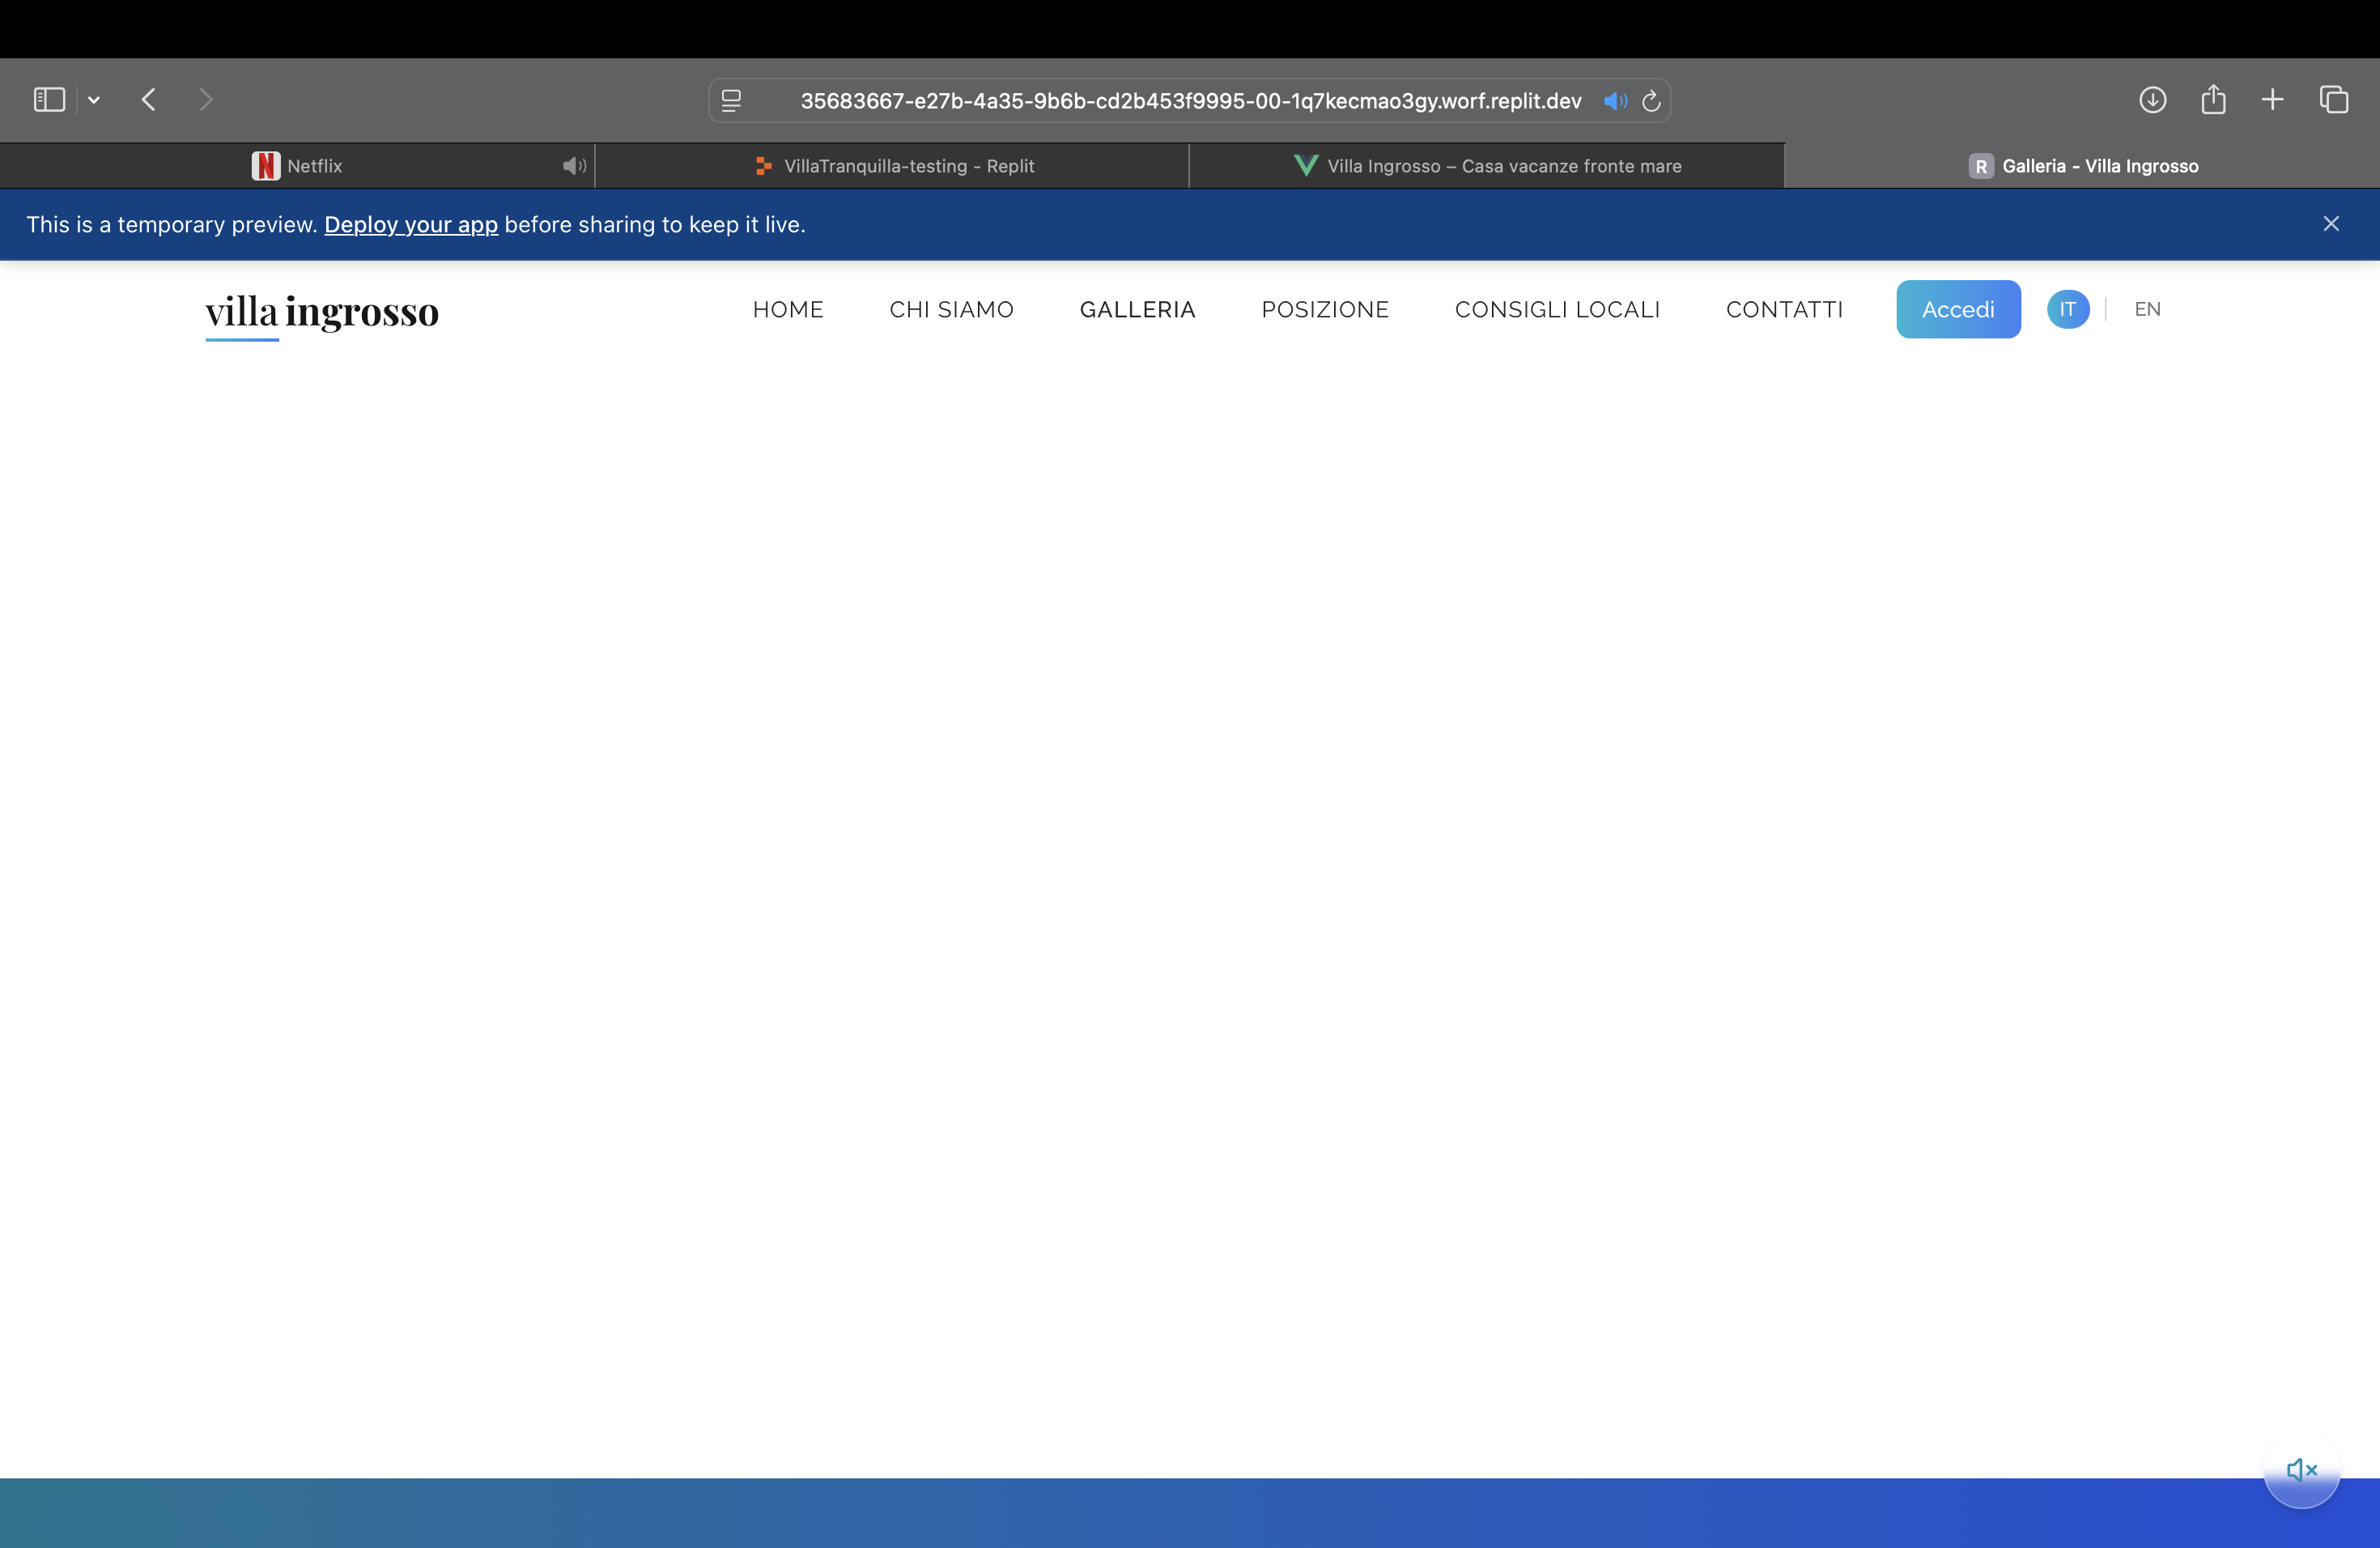 35683667-e27b-4a35-9b6b-cd2b453f9995-00-1q7kecmao3gy.worf.replit.dev
Netflix
VillaTranquilla-testing - Replit
Villa Ingrosso – Casa vacanze fronte mare
R Galleria - Villa Ingrosso
This is a temporary preview. Deploy your app before sharing to keep it live.
villa ingrosso
HOME
CHI SIAMO
GALLERIA
POSIZIONE
CONSIGLI LOCALI
CONTATTI
Accedi
IT
EN